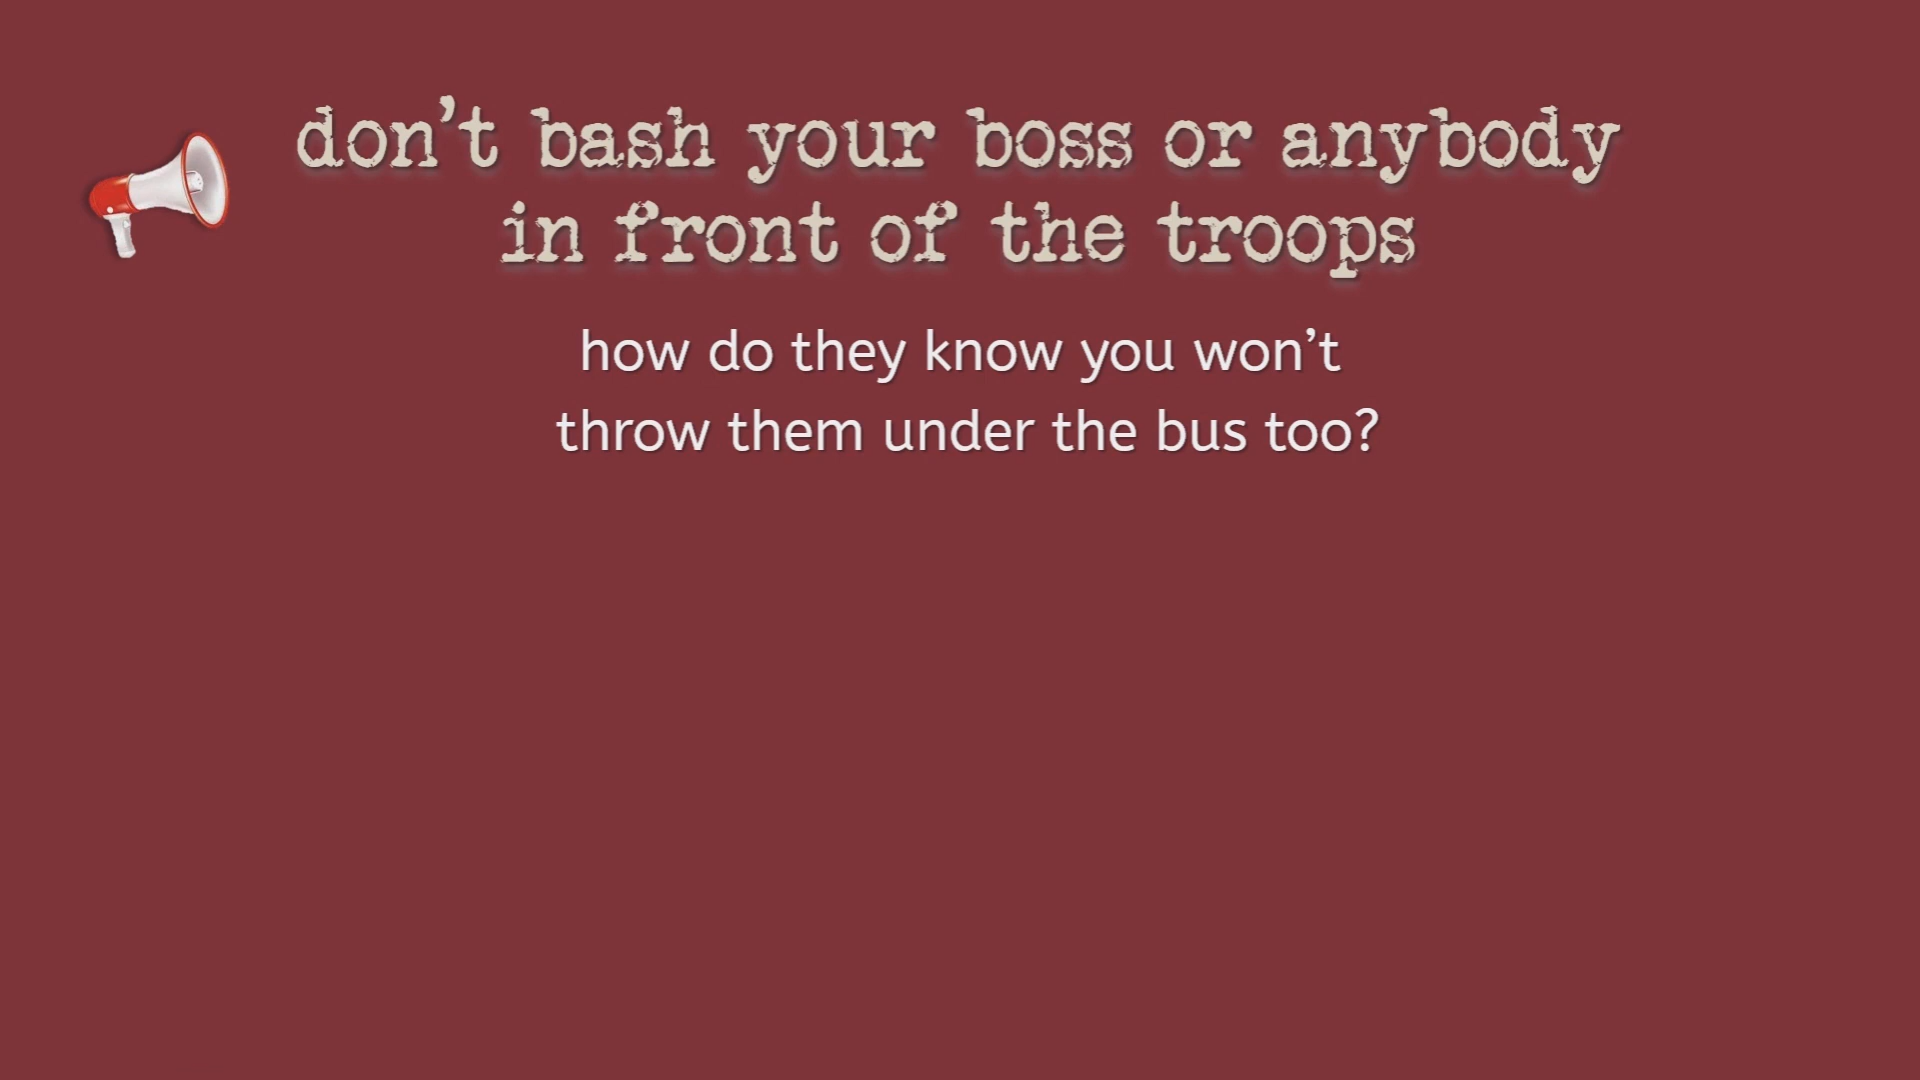 don’t bash your boss or anybody
in front of the troops
how do they know you won’t
throw them under the bus too?